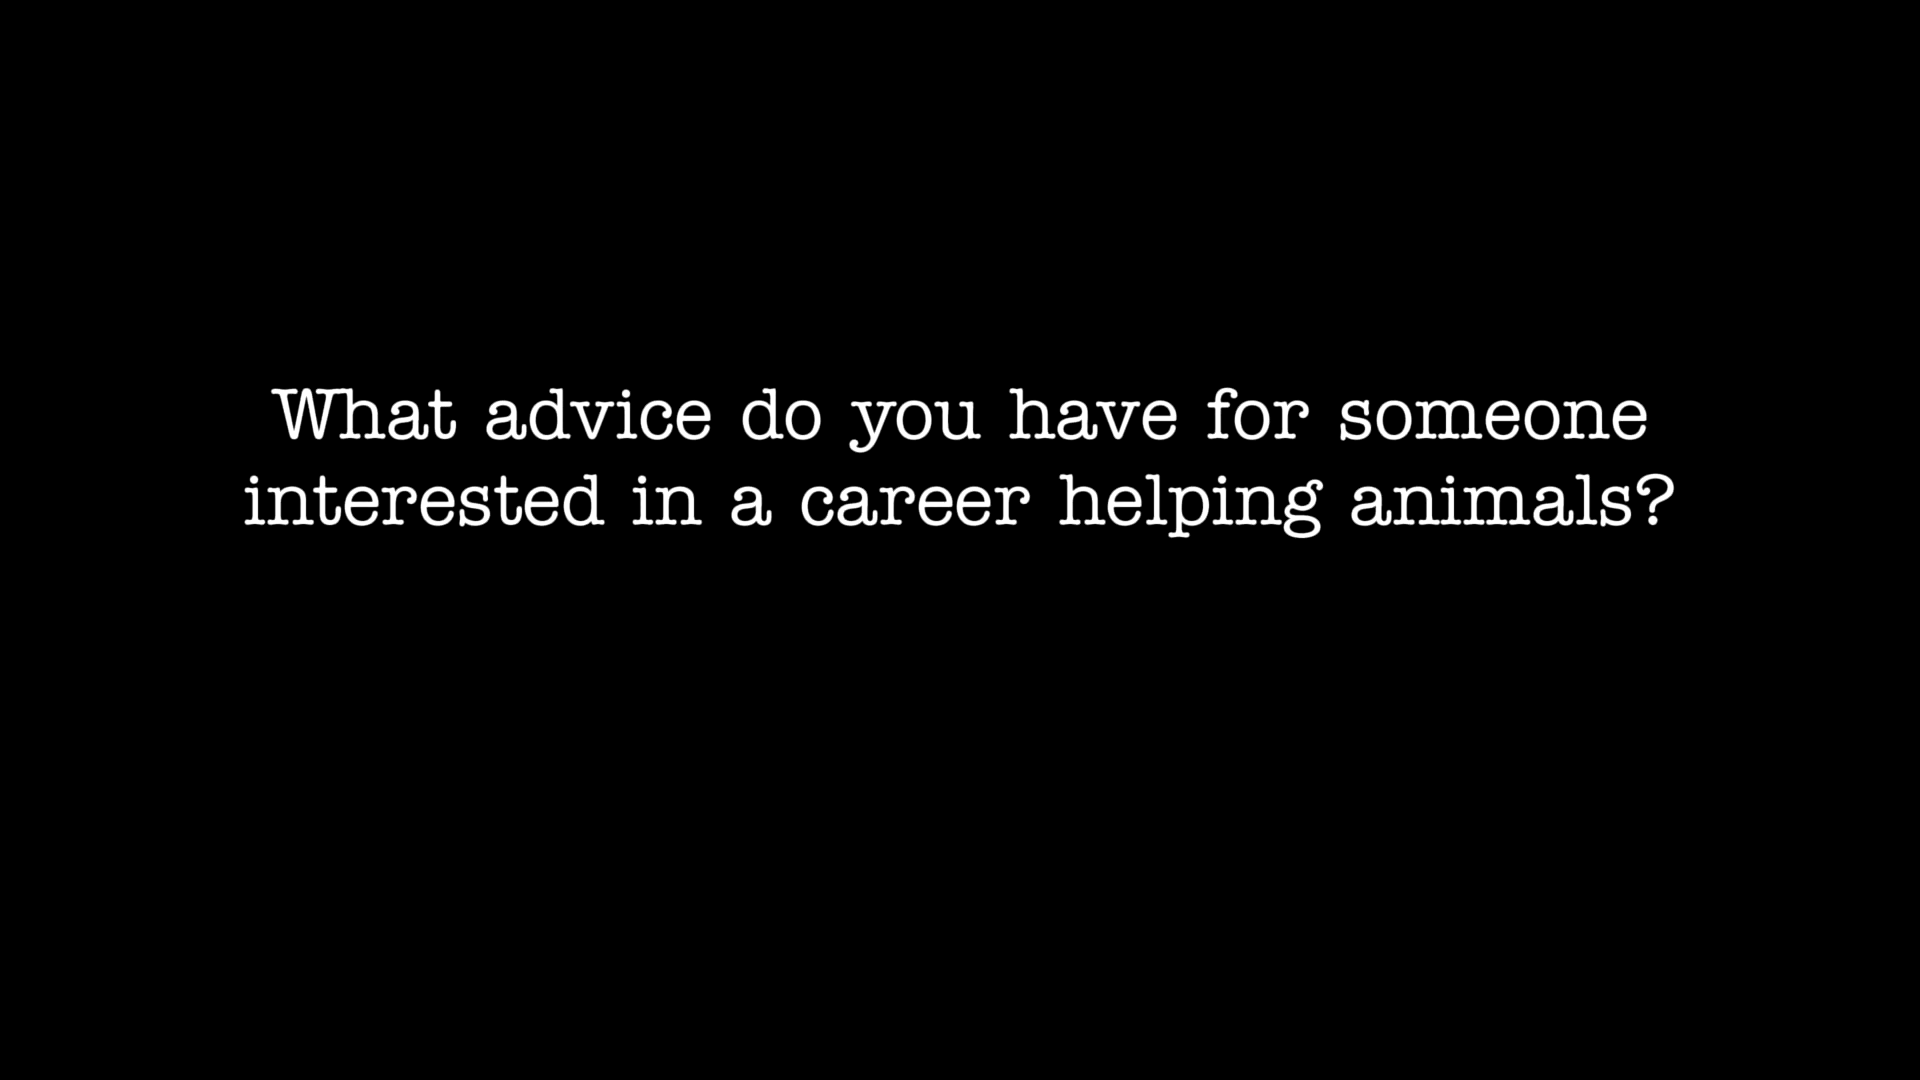 What advice do you have for someone
interested in a career helping animals?